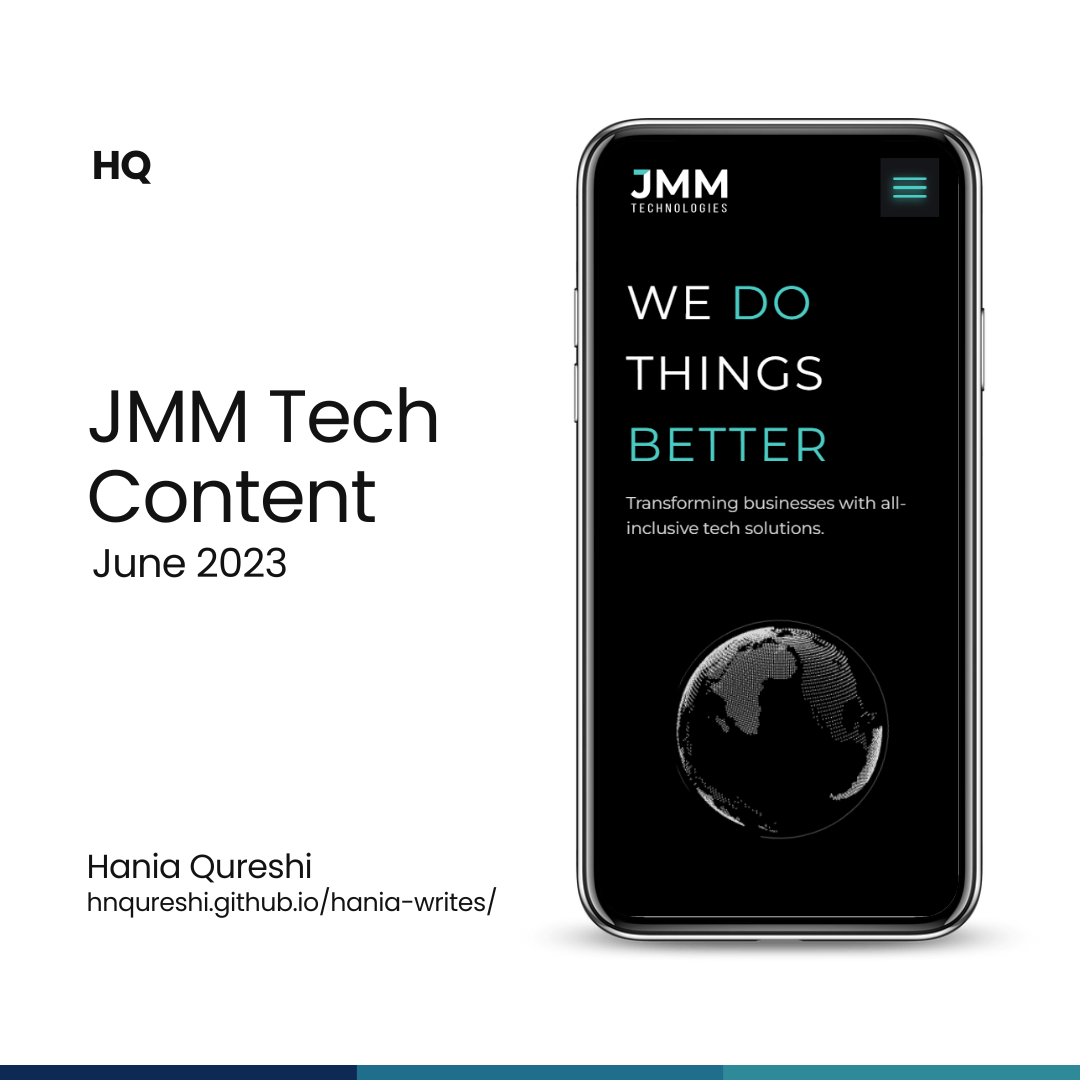 HQ
JMM Tech
Content
June 2023
Hania Qureshi
hnqureshi.github.io/hania-writes/
JMM
TECHNOLOGIES
WE DO
THINGS
BETTER
Transforming businesses with all-
inclusive tech solutions.